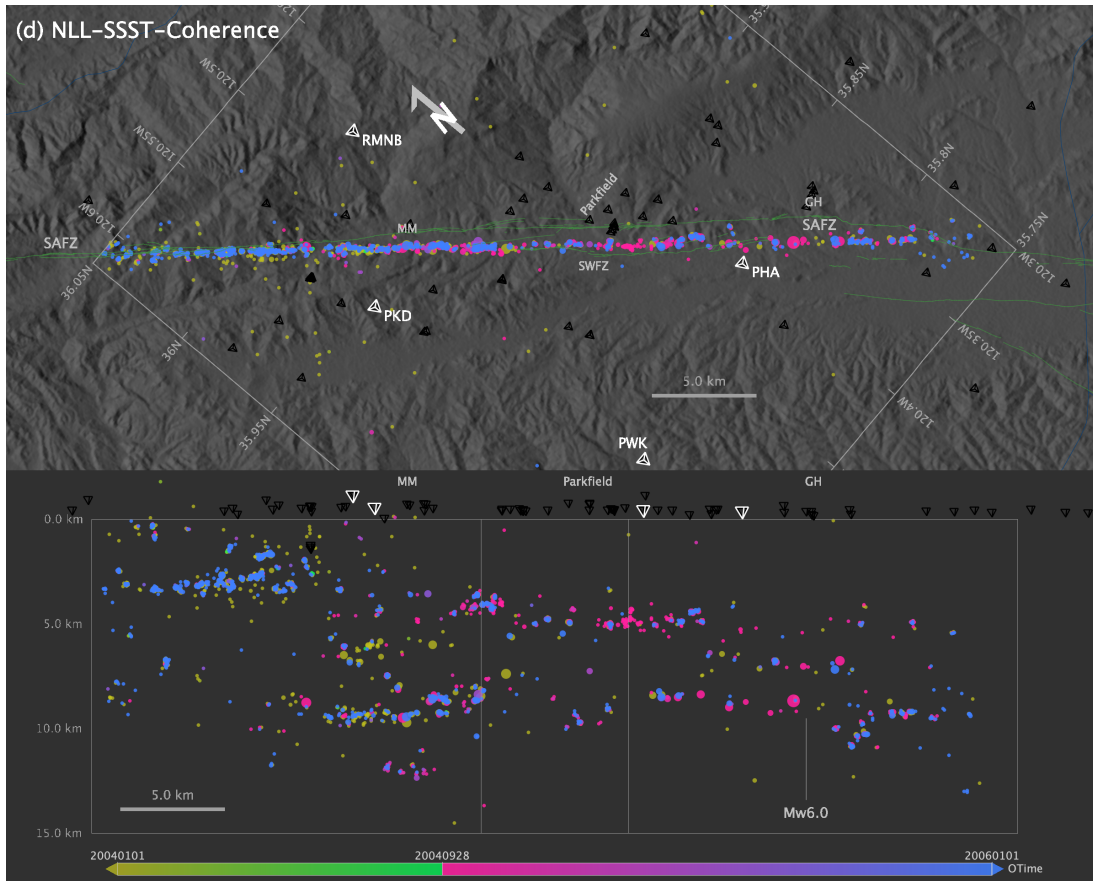 (d) NLL-SSST-Coherence
35.9
120.5W
35.85N
RMNB
120.55W
35.8N
Parkfield
120.6W
GH
MM
SAFZ
SAFZ
35.75N
SWFZ
PHA
120.3W
36.05N
PKD
36N
120.35W
5.0 km
120.4W
35.95N
PWK
MM
Parkfield
GH
0.0 km
5.0 km
10.0 km
5.0 km
Mw6.0
15.0 km
20040101
20040928
20060101
OTime